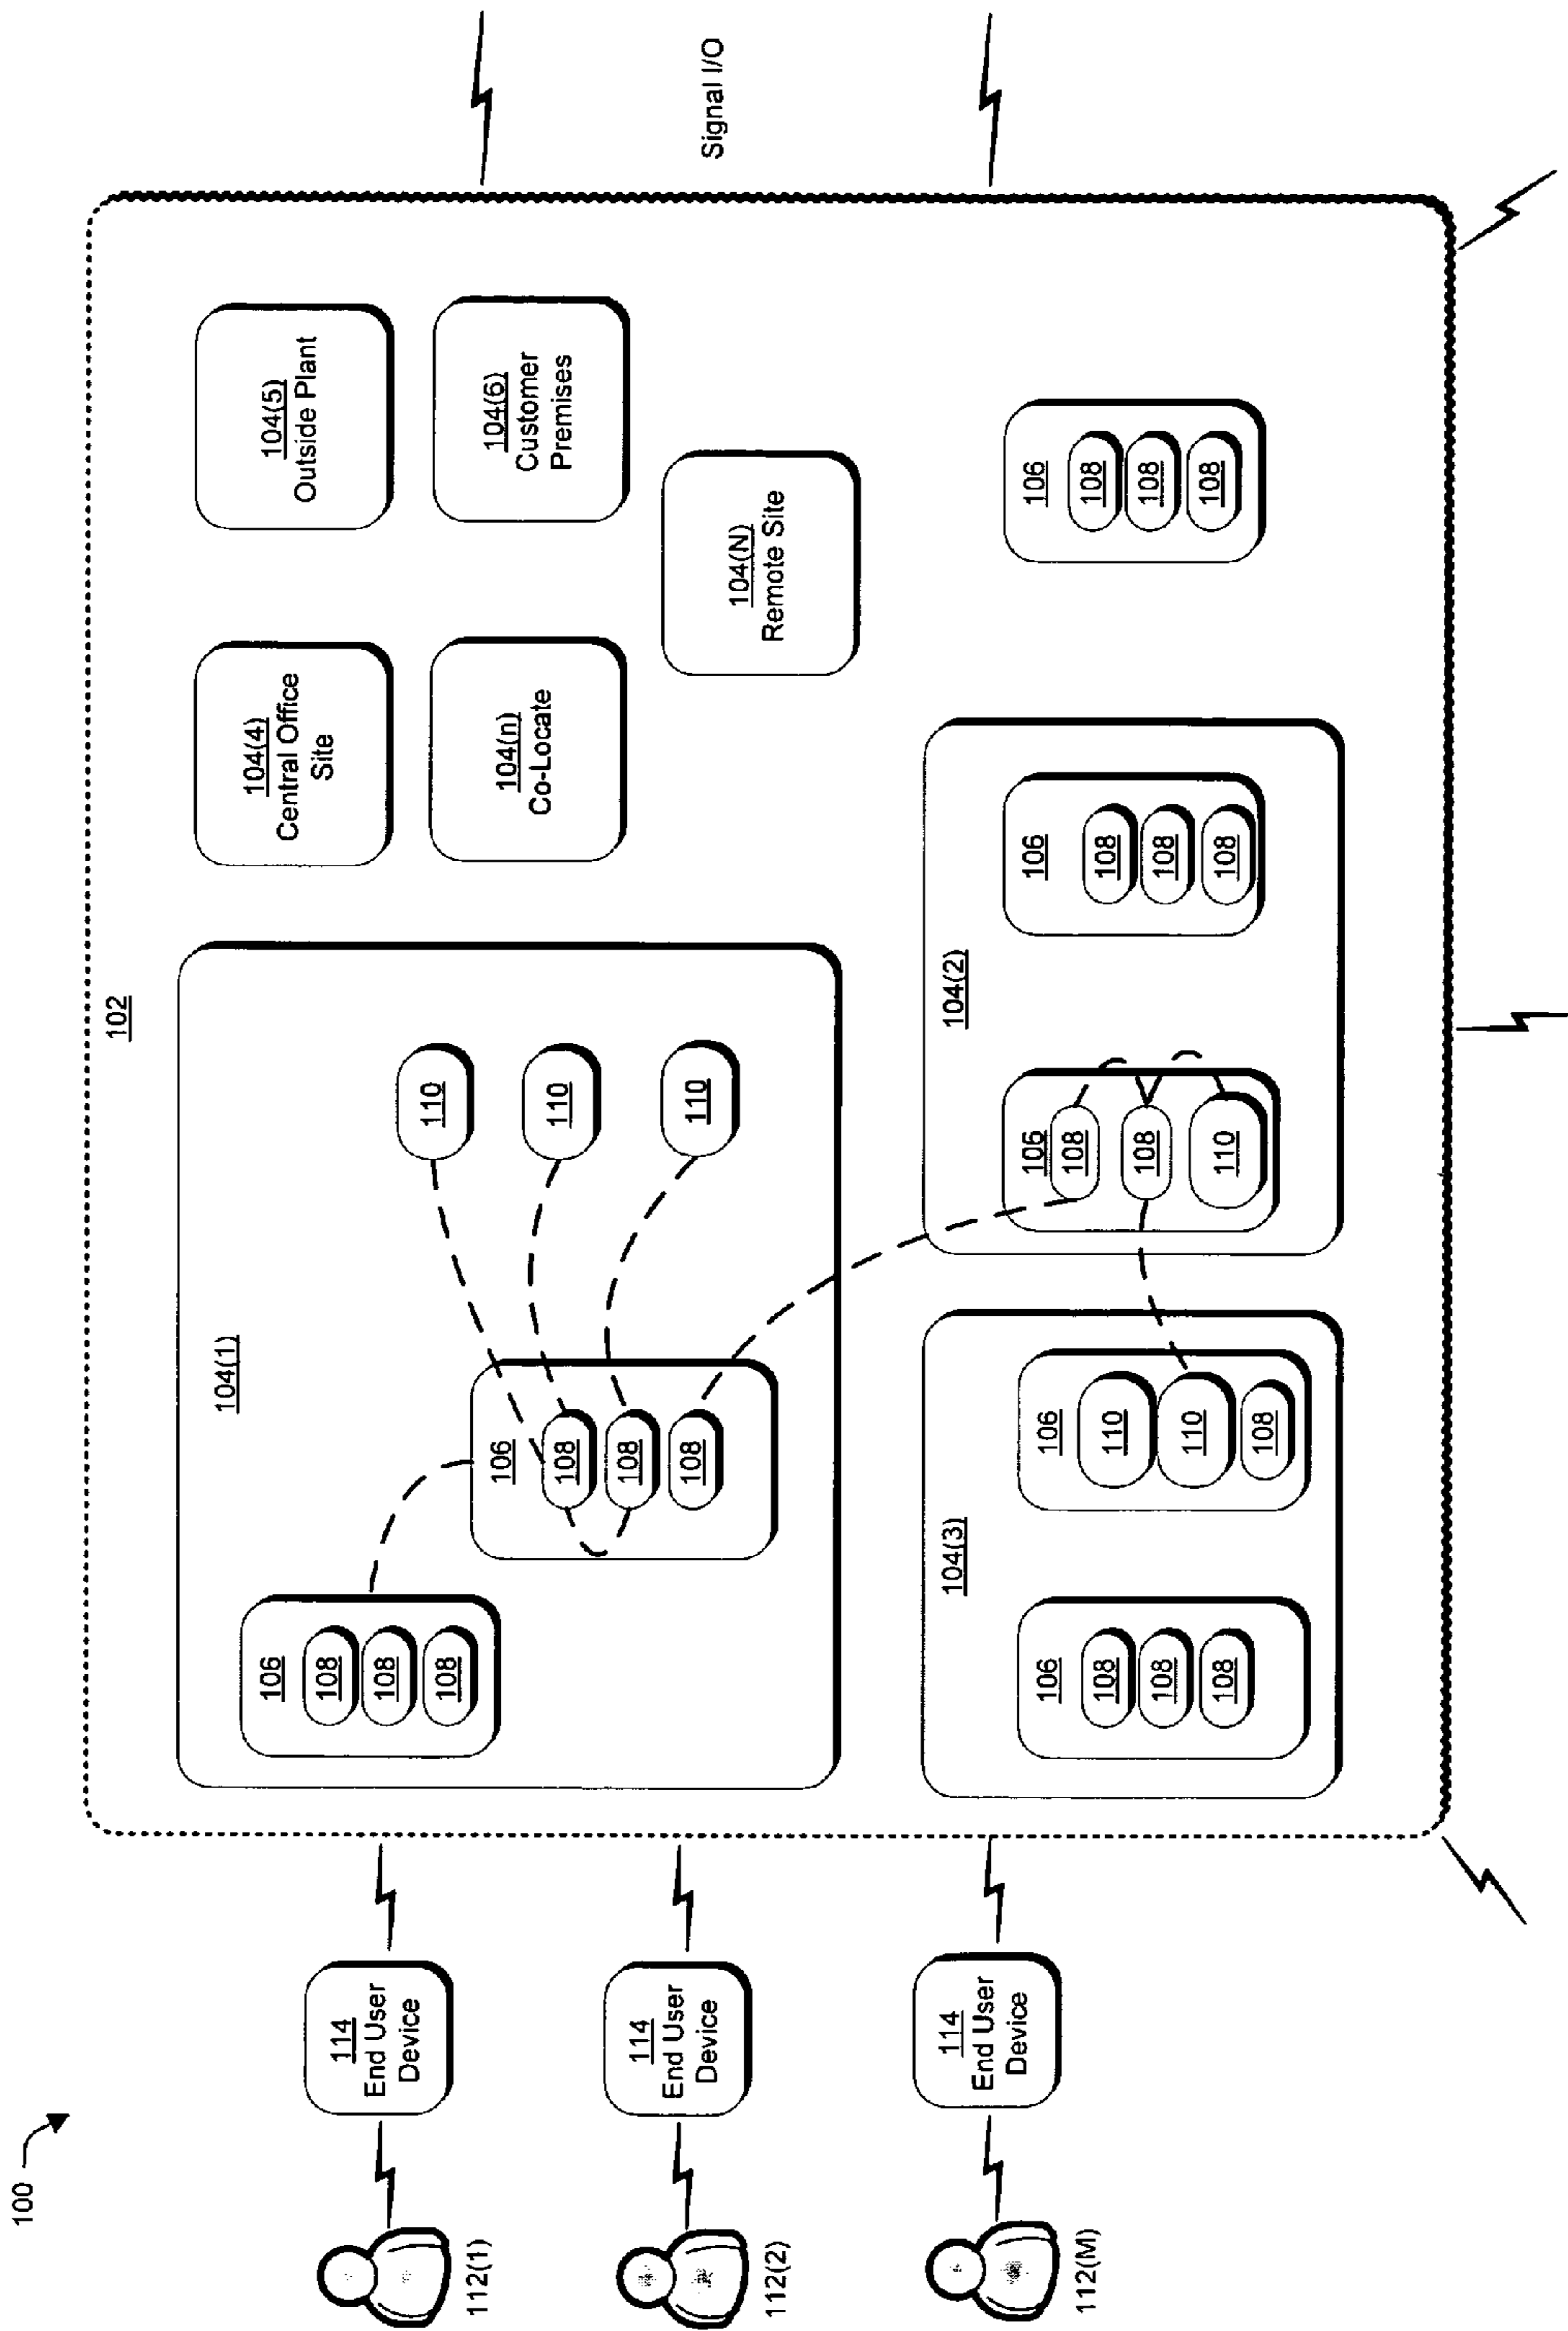 100
102
114
End User
Device
112(1)
114
End User
Device
112(2)
114
End User
Device
112(M)
104(1)
106
108
108
108
106
108
108
108
110
110
110
104(4)
Central Office
Site
104(5)
Outside Plant
104(n)
Co-Locate
104(6)
Customer
Premises
104(N)
Remote Site
Signal I/O
104(3)
106
108
108
108
106
110
110
108
104(2)
106
108
108
110
106
108
108
108
106
108
108
108